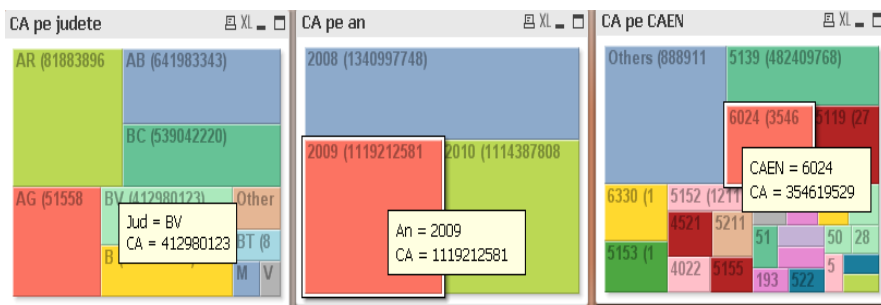 CA pe judete
XL
AR (81883896
AB (641983343)
BC (539042220)
AG (51558
BV (412980123)
Other
Jud = BV
CA = 412980123
BT (8
B
M
V
CA pe an
XL
2008 (1340997748)
2009 (1119212581
2010 (1114387808
An = 2009
CA = 1119212581
CA pe CAEN
XL
Others (888911
5139 (482409768)
6024 (3546
5119 (27
CAEN = 6024
CA = 354619529
6330 (1
5152 (1211
4521
5211
51
50
28
5153 (1
4022
5155
193
522
5